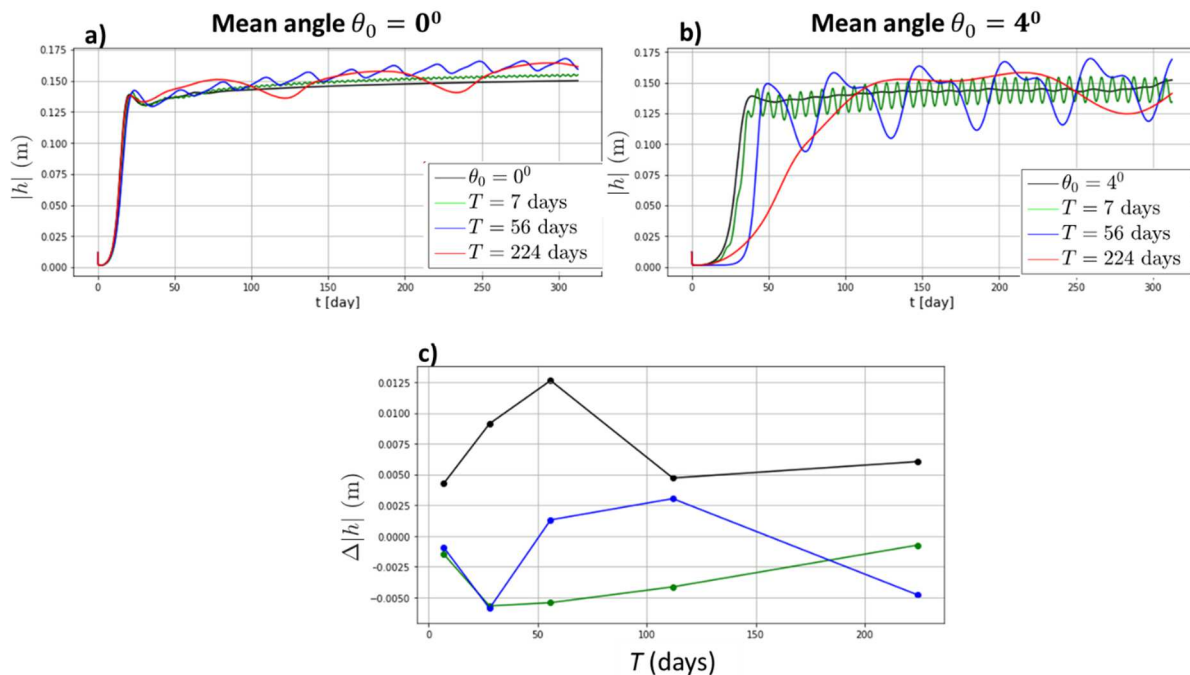 Mean angle θ₀ = 0⁰
Mean angle θ₀ = 4⁰
a)
0.175
0.150
0.125
0.100
0.075
0.050
0.025
0.000
|h| (m)
θ₀ = 0⁰
T = 7 days
T = 56 days
T = 224 days
0 50 100 150 200 250 300
t [day]
b)
0.175
0.150
0.125
0.100
0.075
0.050
0.025
0.000
|h| (m)
θ₀ = 4⁰
T = 7 days
T = 56 days
T = 224 days
0 50 100 150 200 250 300
t [day]
c)
0.0125
0.0100
0.0075
0.0050
0.0025
0.0000
−0.0025
−0.0050
Δ|h| (m)
0 50 100 150 200
T (days)